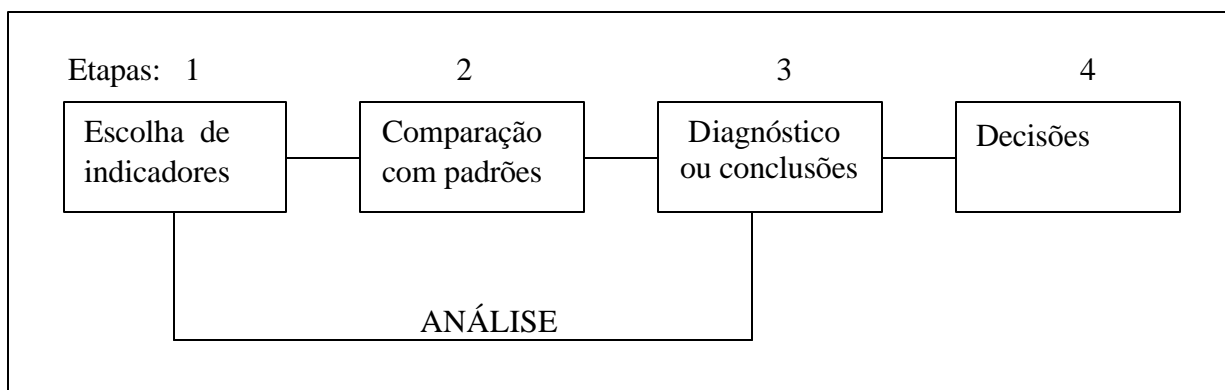 Etapas: 1 2 3 4
Escolha de
indicadores
Comparação
com padrões
Diagnóstico
ou conclusões
Decisões
ANÁLISE